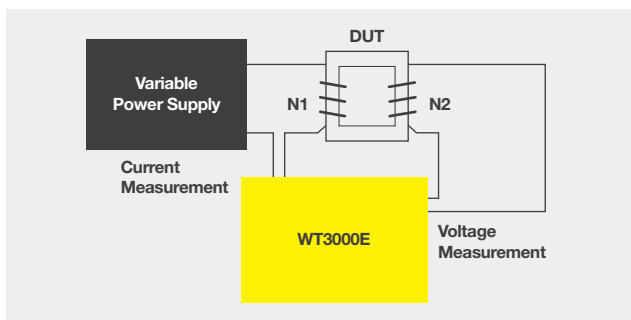 DUT
Variable
Power Supply
N1
N2
Current
Measurement
WT3000E
Voltage
Measurement